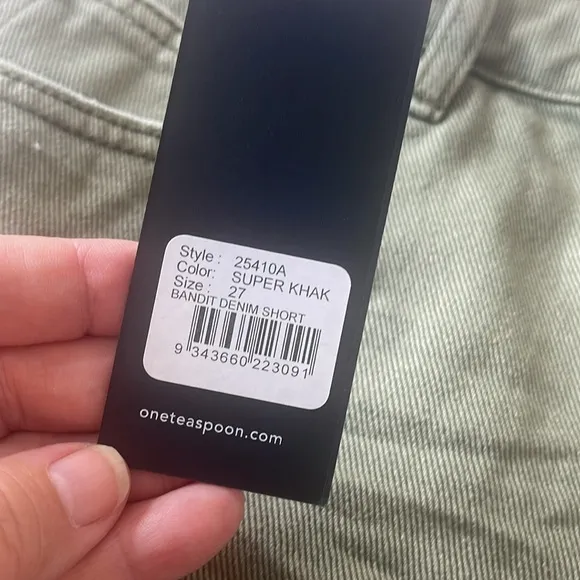 Style : 25410A
Color: SUPER KHAK
Size : 27
BANDIT DENIM SHORT
9 343660 223091
oneteaspoon.com